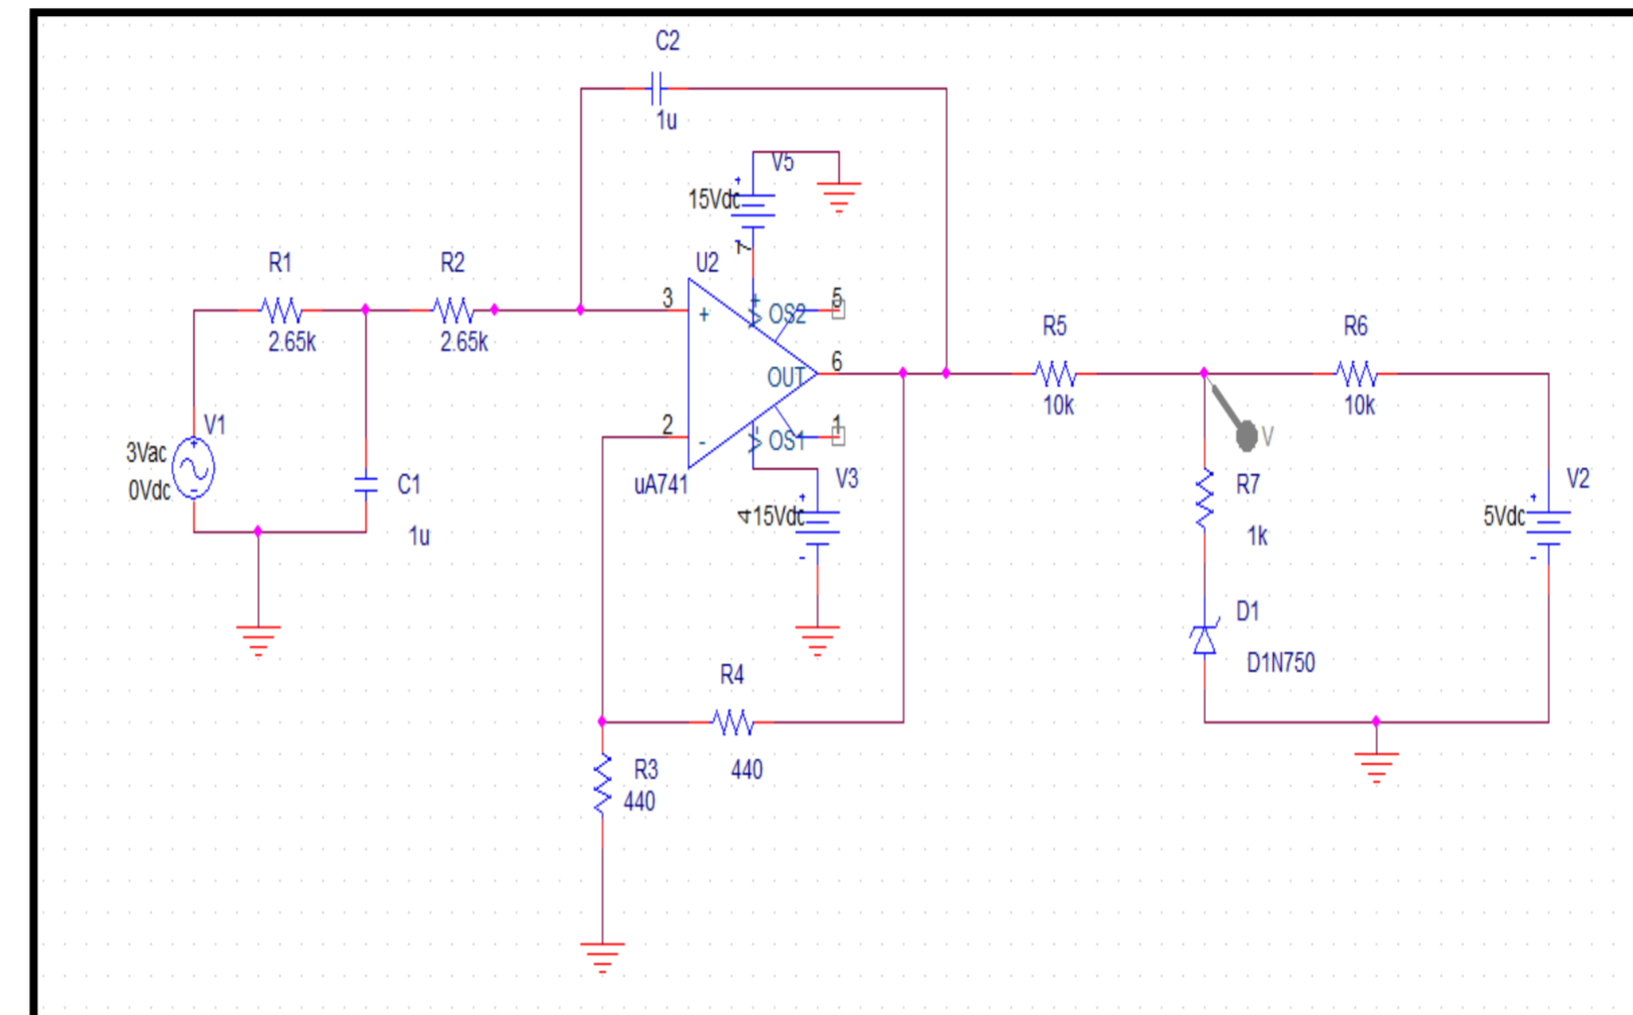 C2
1u
V5
15Vdc
7
R1
R2
U2
2.65k
2.65k
3
+
V+
OS2
5
V1
3Vac
0Vdc
+
-
C1
1u
OUT
6
2
-
V-
OS1
1
uA741
V3
4
15Vdc
R5
10k
R6
10k
V
R7
1k
V2
5Vdc
D1
D1N750
R4
440
R3
440